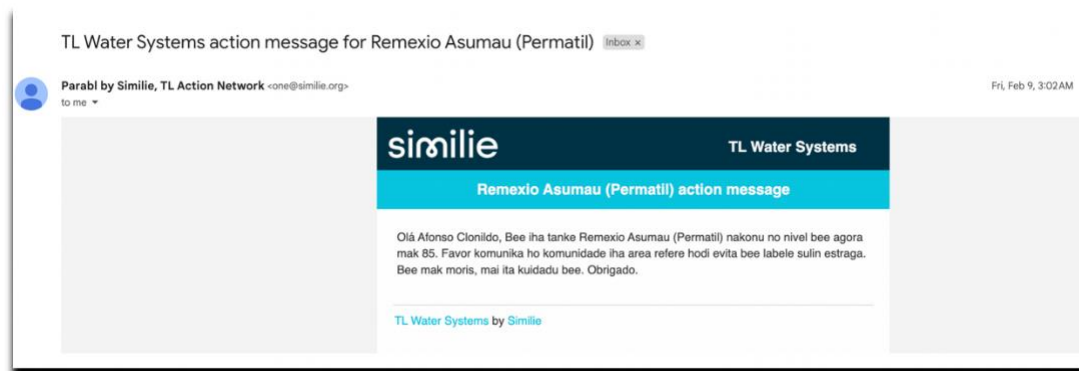 TL Water Systems action message for Remexio Asumau (Permatil) Inbox ×
Parabl by Similie, TL Action Network <one@similie.org> Fri, Feb 9, 3:02 AM
to me
similie TL Water Systems
Remexio Asumau (Permatil) action message
Olá Afonso Clonildo, Bee iha tanke Remexio Asumau (Permatil) nakonu no nivel bee agora
mak 85. Favor komunika ho komunidade iha area refere hodi evita bee labele sulin estraga.
Bee mak moris, mai ita kuidadu bee. Obrigado.
TL Water Systems by Similie